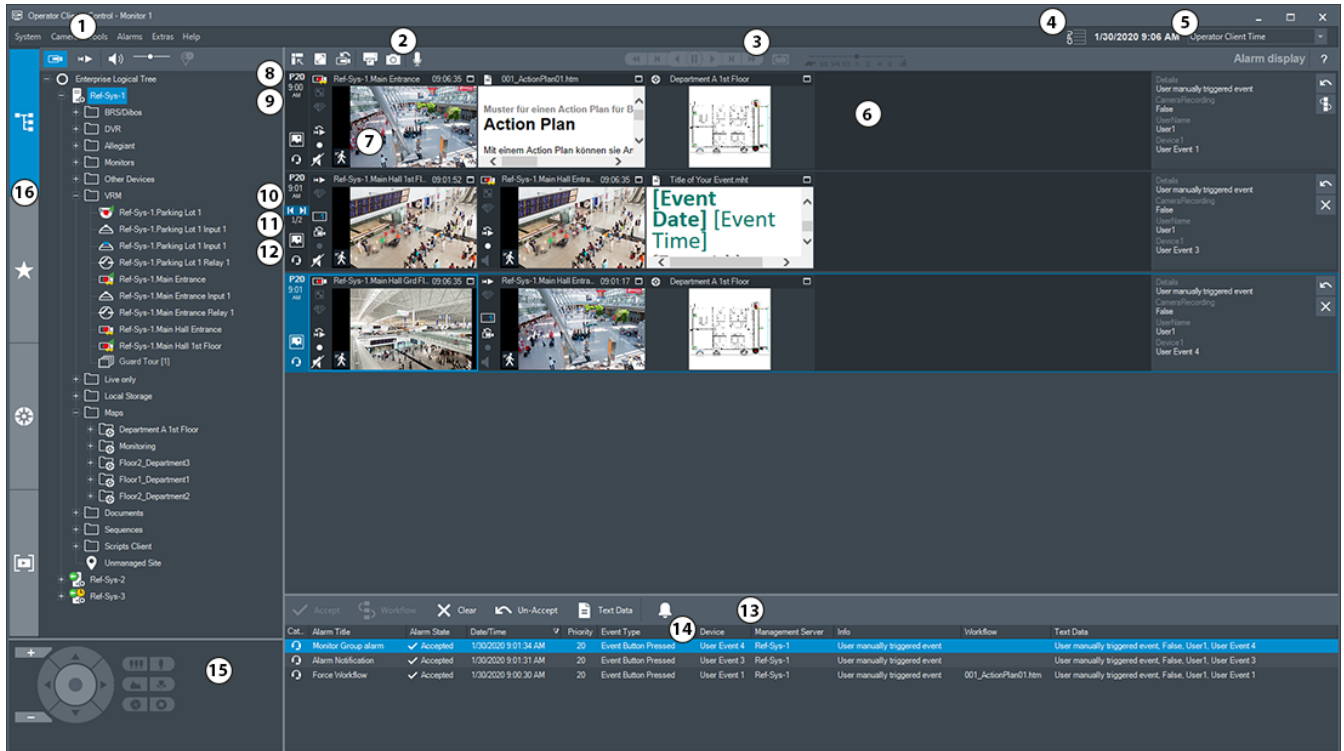 Operator Client
Control - Monitor 1
System
Came
ools
Alarms
Extras
Help
1
2
3
4
1/30/2020 9:06 AM
5
Operator Client Time
Alarm display
?
Enterprise Logical Tree
Ref-Sys-1
BRS/Dibos
DVR
Allegiant
Monitors
Other Devices
VRM
Ref-Sys-1.Parking Lot 1
Ref-Sys-1.Parking Lot 1 Input 1
Ref-Sys-1.Parking Lot 1 Input 1
Ref-Sys-1.Parking Lot 1 Relay 1
Ref-Sys-1.Main Entrance
Ref-Sys-1.Main Entrance Input 1
Ref-Sys-1.Main Entrance Relay 1
Ref-Sys-1.Main Hall Entrance
Ref-Sys-1.Main Hall 1st Floor
Guard Tour [1]
Live only
Local Storage
Maps
Department A 1st Floor
Monitoring
Floor2_Department3
Floor1_Department1
Floor2_Department2
Documents
Sequences
Scripts Client
Unmanaged Site
Ref-Sys-2
Ref-Sys-3
16
15
8
9
10
11
12
P20
9:00
AM
Ref-Sys-1.Main Entrance 09:06:35
001_ActionPlan01.htm
Department A 1st Floor
7
Muster für einen Action Plan für B
Action Plan
Mit einem Action Plan können sie Ar
6
Details
User manually triggered event
CameraRecording
False
UserName
User1
Device1
User Event 1
P20
9:01
AM
1/2
Ref-Sys-1.Main Hall 1st Fl... 09:01:52
Ref-Sys-1.Main Hall Entra... 09:06:35
Title of Your Event.mht
[Event
Date] [Event
Time]
Details
User manually triggered event
CameraRecording
False
UserName
User1
Device1
User Event 3
P20
9:01
AM
Ref-Sys-1.Main Hall Grd Fl... 09:06:35
Ref-Sys-1.Main Hall Entra... 09:01:17
Department A 1st Floor
Details
User manually triggered event
CameraRecording
False
UserName
User1
Device1
User Event 4
Accept
Workflow
Clear
Un-Accept
Text Data
13
Cat.. Alarm Title Alarm State Date/Time Priority Event Type 14 Device Management Server Info Workflow Text Data
Monitor Group alarm Accepted 1/30/2020 9:01:34 AM 20 Event Button Pressed User Event 4 Ref-Sys-1 User manually triggered event User manually triggered event, False, User1, User Event 4
Alarm Notification Accepted 1/30/2020 9:01:31 AM 20 Event Button Pressed User Event 3 Ref-Sys-1 User manually triggered event User manually triggered event, False, User1, User Event 3
Force Workflow Accepted 1/30/2020 9:00:30 AM 20 Event Button Pressed User Event 1 Ref-Sys-1 User manually triggered event 001_ActionPlan01.htm User manually triggered event, False, User1, User Event 1